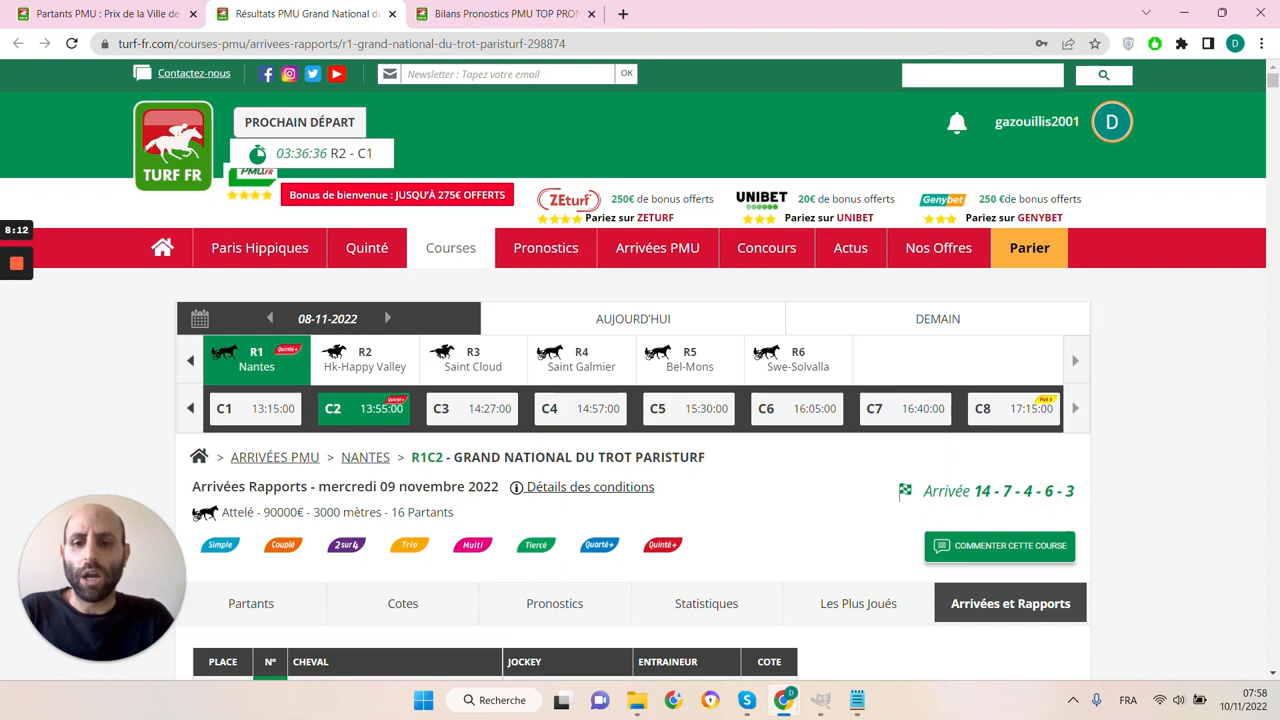 Partants PMU : Prix de la Ville de
Résultats PMU Grand National du
Bilans Pronostics PMU TOP PRON
turf-fr.com/courses-pmu/arrivees-rapports/r1-grand-national-du-trot-paristurf-298874
D
Contactez-nous
Newsletter : Tapez votre email
OK
TURF FR
PROCHAIN DÉPART
03:36:36 R2 - C1
gazouillis2001
D
PMU.FR
Bonus de bienvenue : JUSQU'À 275€ OFFERTS
ZEturf
250€ de bonus offerts
Pariez sur ZETURF
UNIBET
20€ de bonus offerts
Pariez sur UNIBET
Genybet
250 €de bonus offerts
Pariez sur GENYBET
8:12
Paris Hippiques
Quinté
Courses
Pronostics
Arrivées PMU
Concours
Actus
Nos Offres
Parier
08-11-2022
AUJOURD'HUI
DEMAIN
R1 Quinté+
Nantes
R2
Hk-Happy Valley
R3
Saint Cloud
R4
Saint Galmier
R5
Bel-Mons
R6
Swe-Solvalla
C1 13:15:00
C2 13:55:00 Quinté+
C3 14:27:00
C4 14:57:00
C5 15:30:00
C6 16:05:00
C7 16:40:00
C8 17:15:00 Pick 5
> ARRIVÉES PMU > NANTES > R1C2 - GRAND NATIONAL DU TROT PARISTURF
Arrivées Rapports - mercredi 09 novembre 2022 Détails des conditions
Arrivée 14 - 7 - 4 - 6 - 3
Attelé - 90000€ - 3000 mètres - 16 Partants
Simple
Couplé
2sur4
Trio
Multi
Tiercé
Quarté+
Quinté+
COMMENTER CETTE COURSE
Partants
Cotes
Pronostics
Statistiques
Les Plus Joués
Arrivées et Rapports
PLACE
N°
CHEVAL
JOCKEY
ENTRAINEUR
COTE
Recherche
D
FRA
07:58
10/11/2022